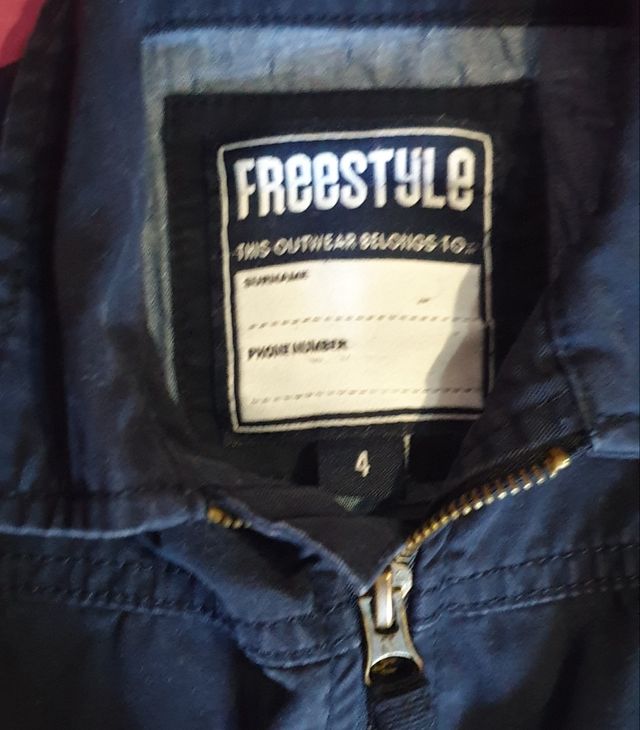 FReeSTYLe
THIS OUTWEAR BELONGS TO:
SURNAME
PHONE NUMBER
4